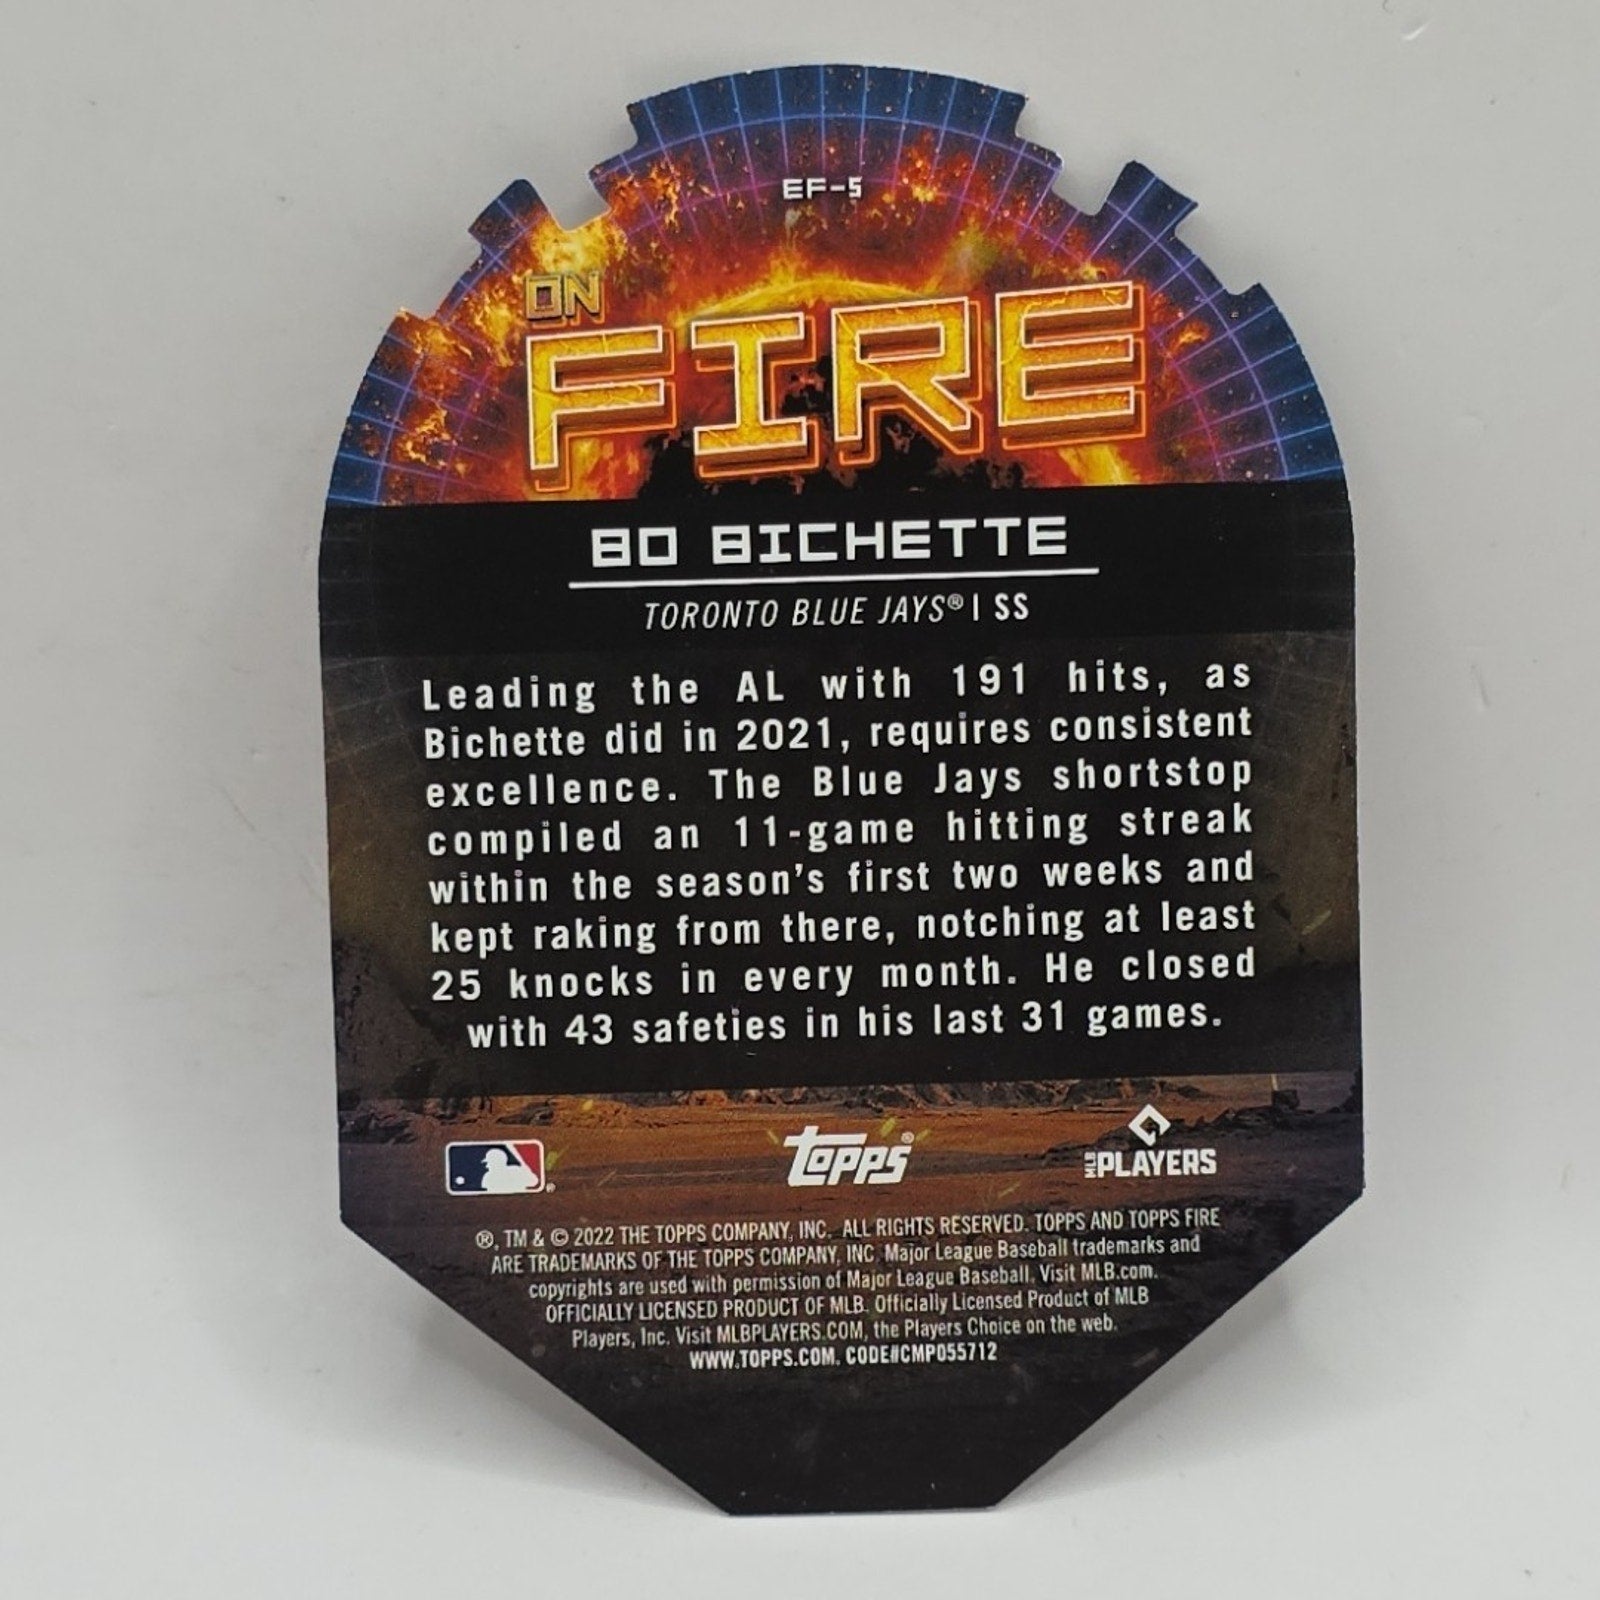 EF-5
ON
FIRE
BO BICHETTE
TORONTO BLUE JAYS® | SS
Leading the AL with 191 hits, as
Bichette did in 2021, requires consistent
excellence. The Blue Jays shortstop
compiled an 11-game hitting streak
within the season's first two weeks and
kept raking from there, notching at least
25 knocks in every month. He closed
with 43 safeties in his last 31 games.
topps®
MLB PLAYERS
®, TM & © 2022 THE TOPPS COMPANY, INC. ALL RIGHTS RESERVED. TOPPS AND TOPPS FIRE
ARE TRADEMARKS OF THE TOPPS COMPANY, INC. Major League Baseball trademarks and
copyrights are used with permission of Major League Baseball. Visit MLB.com.
OFFICIALLY LICENSED PRODUCT OF MLB. Officially Licensed Product of MLB
Players, Inc. Visit MLBPLAYERS.COM, the Players Choice on the web.
WWW.TOPPS.COM. CODE#CMP055712